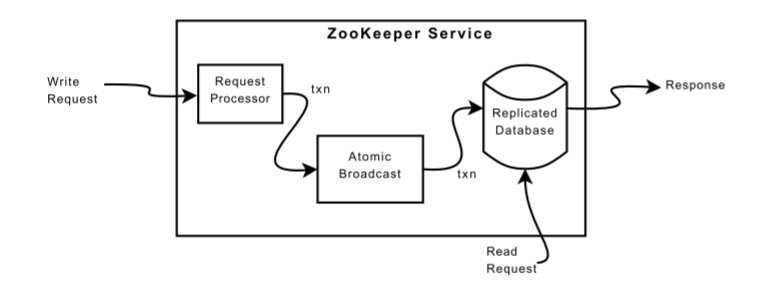 ZooKeeper Service
Write
Request
Request
Processor
txn
Atomic
Broadcast
txn
Replicated
Database
Response
Read
Request